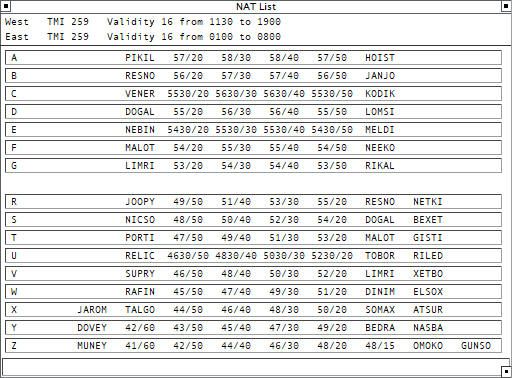 NAT List
West TMI 259 Validity 16 from 1130 to 1900
East TMI 259 Validity 16 from 0100 to 0800
A PIKIL 57/20 58/30 58/40 57/50 HOIST
B RESNO 56/20 57/30 57/40 56/50 JANJO
C VENER 5530/20 5630/30 5630/40 5530/50 KODIK
D DOGAL 55/20 56/30 56/40 55/50 LOMSI
E NEBIN 5430/20 5530/30 5530/40 5430/50 MELDI
F MALOT 54/20 55/30 55/40 54/50 NEEKO
G LIMRI 53/20 54/30 54/40 53/50 RIKAL
R JOOPY 49/50 51/40 53/30 55/20 RESNO NETKI
S NICSO 48/50 50/40 52/30 54/20 DOGAL BEXET
T PORTI 47/50 49/40 51/30 53/20 MALOT GISTI
U RELIC 4630/50 4830/40 5030/30 5230/20 TOBOR RILED
V SUPRY 46/50 48/40 50/30 52/20 LIMRI XETBO
W RAFIN 45/50 47/40 49/30 51/20 DINIM ELSOX
X JAROM TALGO 44/50 46/40 48/30 50/20 SOMAX ATSUR
Y DOVEY 42/60 43/50 45/40 47/30 49/20 BEDRA NASBA
Z MUNEY 41/60 42/50 44/40 46/30 48/20 48/15 OMOKO GUNSO